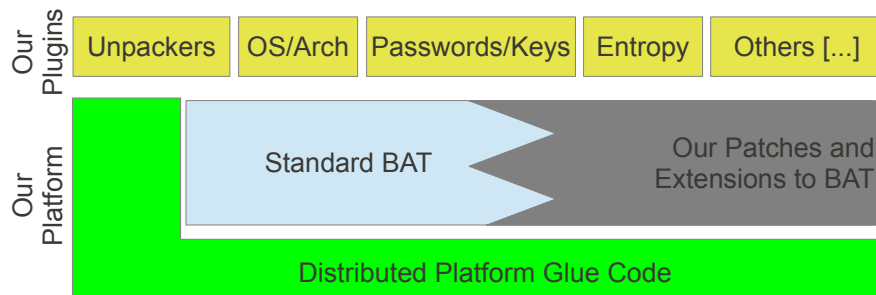 Our
Plugins
Unpackers
OS/Arch
Passwords/Keys
Entropy
Others [...]
Our
Platform
Standard BAT
Our Patches and
Extensions to BAT
Distributed Platform Glue Code